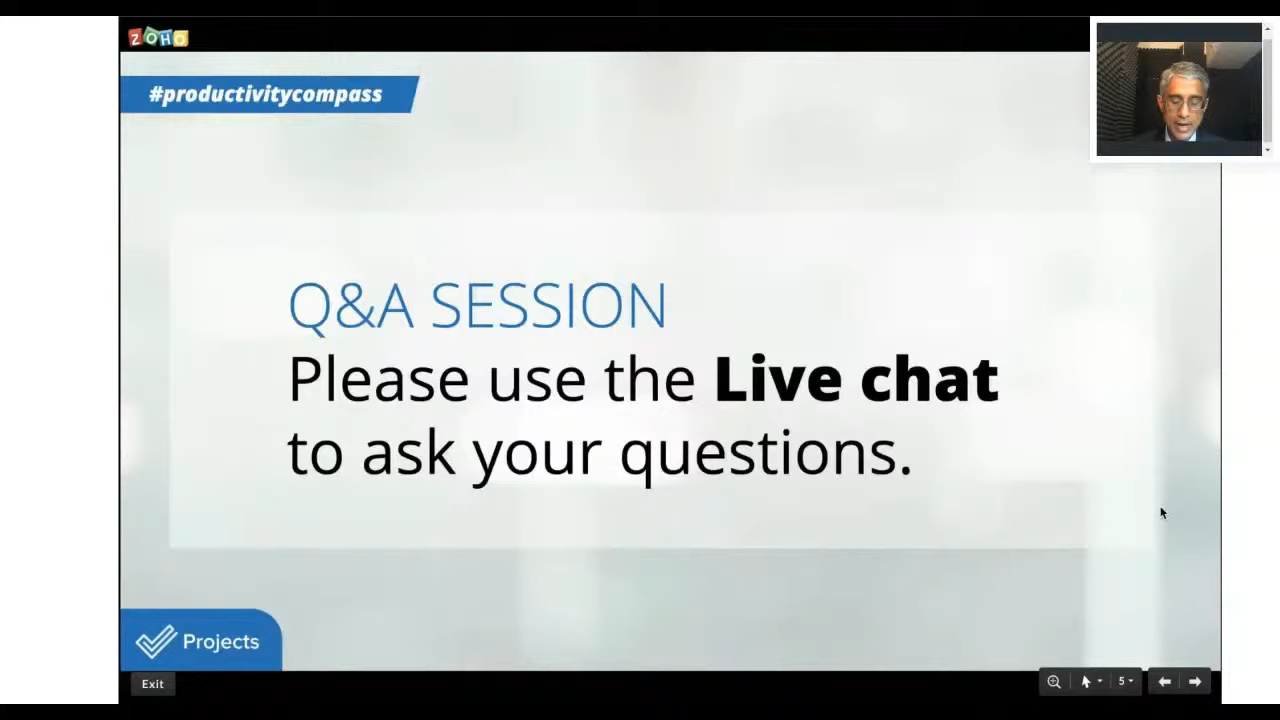 ZOHO
#productivitycompass
Q&A SESSION
Please use the Live chat
to ask your questions.
Projects
Exit
5